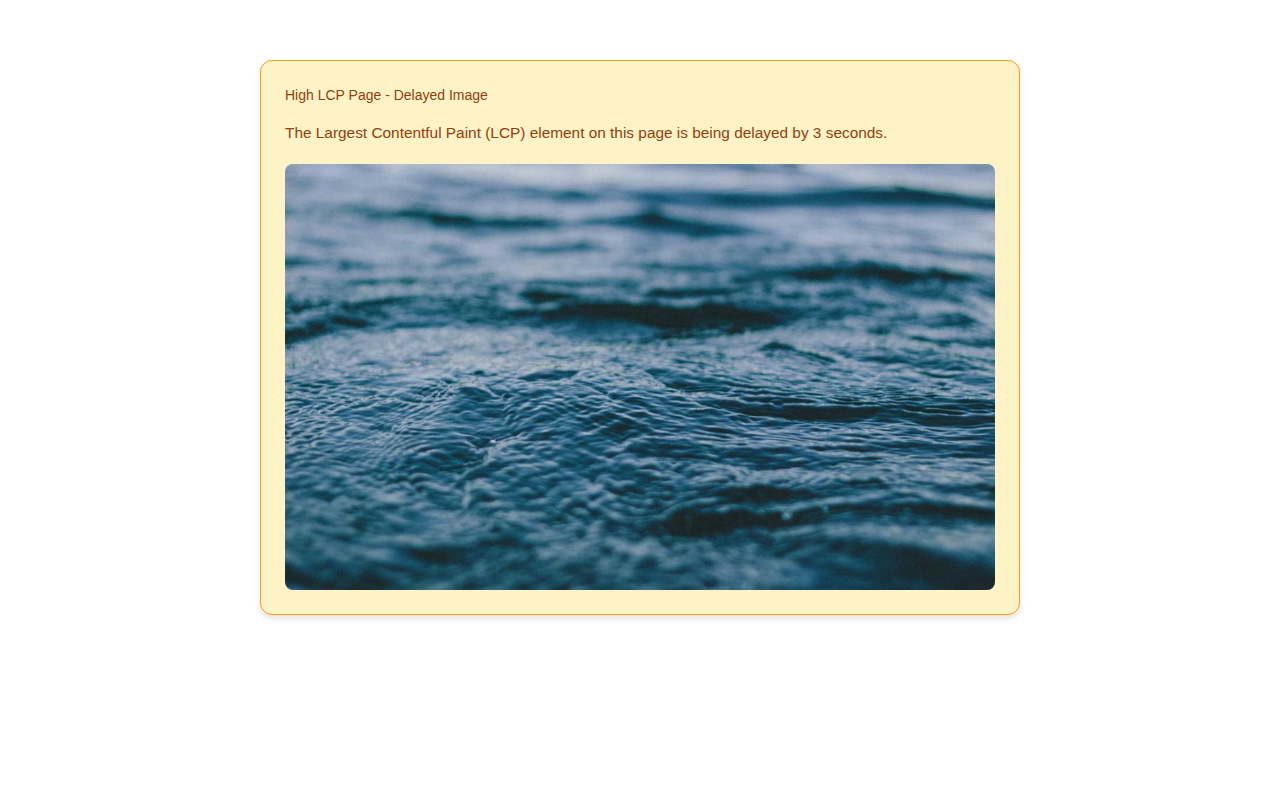 High LCP Page - Delayed Image
The Largest Contentful Paint (LCP) element on this page is being delayed by 3 seconds.